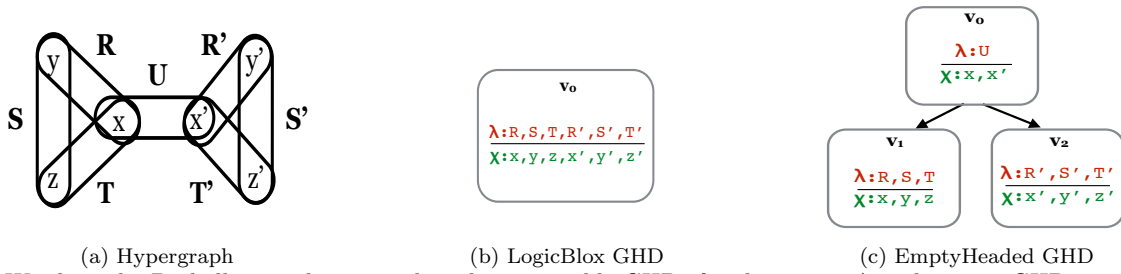 R
R'
y
y'
U
S
x
x'
S'
z
z'
T
T'
(a) Hypergraph
v₀
λ:R,S,T,R',S',T'
χ:x,y,z,x',y',z'
(b) LogicBlox GHD
v₀
λ:U
χ:x,x'
v₁
λ:R,S,T
χ:x,y,z
v₂
λ:R',S',T'
χ:x',y',z'
(c) EmptyHeaded GHD